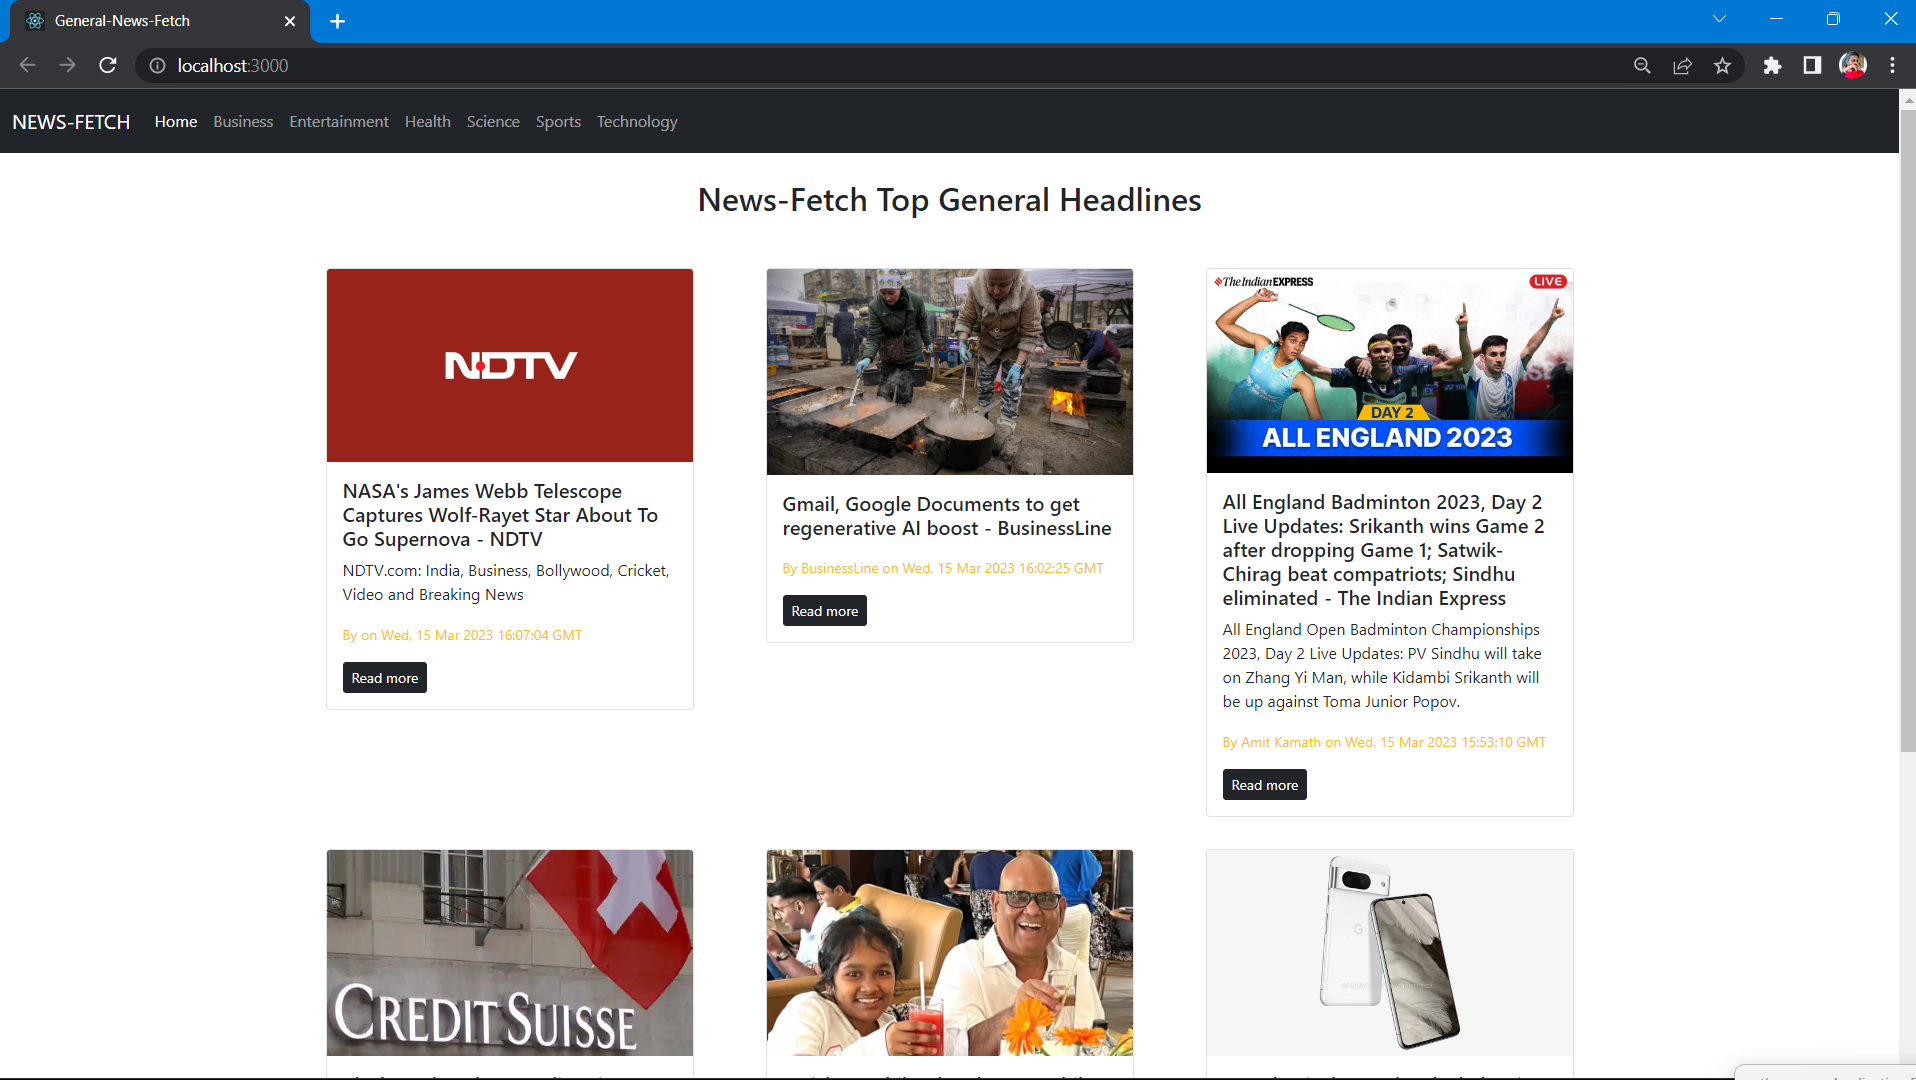 General-News-Fetch
localhost:3000
NEWS-FETCH Home Business Entertainment Health Science Sports Technology
News-Fetch Top General Headlines
NDTV
NASA's James Webb Telescope
Captures Wolf-Rayet Star About To
Go Supernova - NDTV
NDTV.com: India, Business, Bollywood, Cricket,
Video and Breaking News
By on Wed, 15 Mar 2023 16:07:04 GMT
Read more
Gmail, Google Documents to get
regenerative AI boost - BusinessLine
By BusinessLine on Wed, 15 Mar 2023 16:02:25 GMT
Read more
The Indian EXPRESS
LIVE
DAY 2
ALL ENGLAND 2023
All England Badminton 2023, Day 2
Live Updates: Srikanth wins Game 2
after dropping Game 1; Satwik-
Chirag beat compatriots; Sindhu
eliminated - The Indian Express
All England Open Badminton Championships
2023, Day 2 Live Updates: PV Sindhu will take
on Zhang Yi Man, while Kidambi Srikanth will
be up against Toma Junior Popov.
By Amit Kamath on Wed, 15 Mar 2023 15:53:10 GMT
Read more
CREDIT SUISSE
G